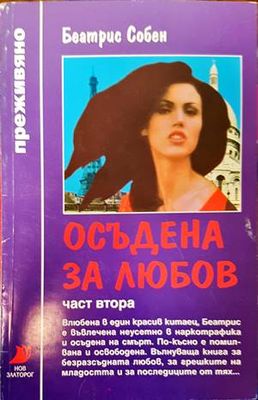 преживяно
Беатрис Собен
ОСЪДЕНА
ЗА ЛЮБОВ
част втора
Влюбена в един красив китаец, Беатрис
е въвлечена неусетно в наркотрафика
и осъдена на смърт. По-късно е помил-
вана и освободена. Вълнуваща книга за
безразсъдната любов, за грешките на
младостта и за последиците от тях...
НОВ
ЗЛАТОРОГ